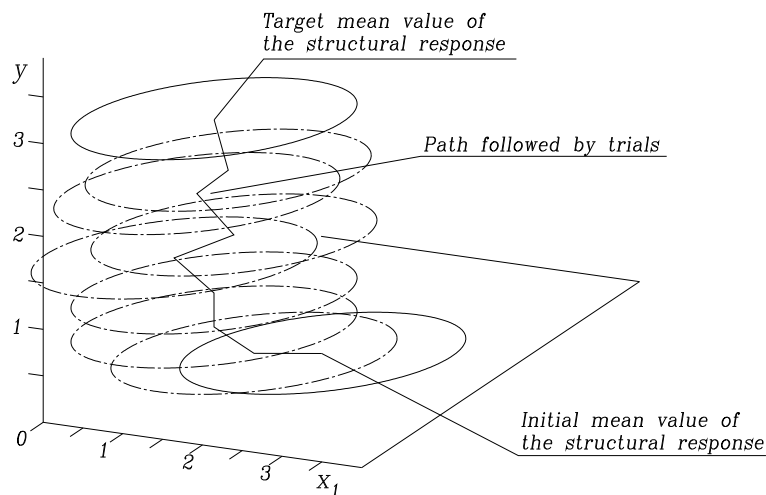 Target mean value of
the structural response
y
3
Path followed by trials
2
1
0
1
2
3
X1
Initial mean value of
the structural response